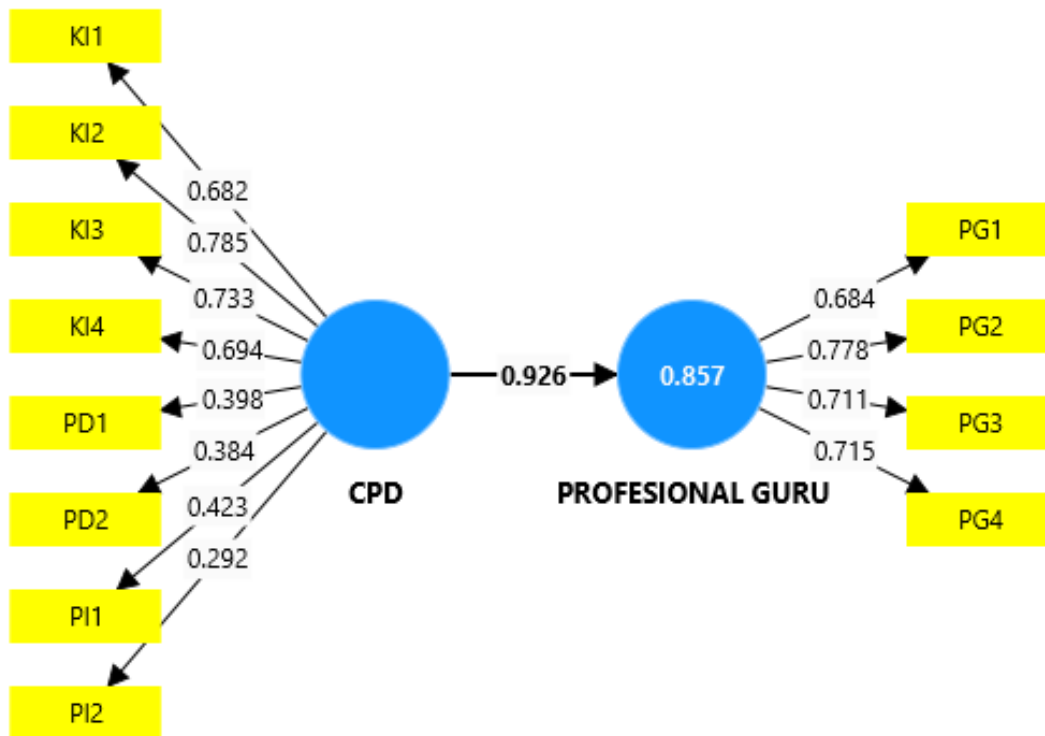 KI1
KI2
KI3
KI4
PD1
PD2
PI1
PI2
0.682
0.785
0.733
0.694
0.398
0.384
0.423
0.292
CPD
0.926
0.857
PROFESIONAL GURU
0.684
0.778
0.711
0.715
PG1
PG2
PG3
PG4